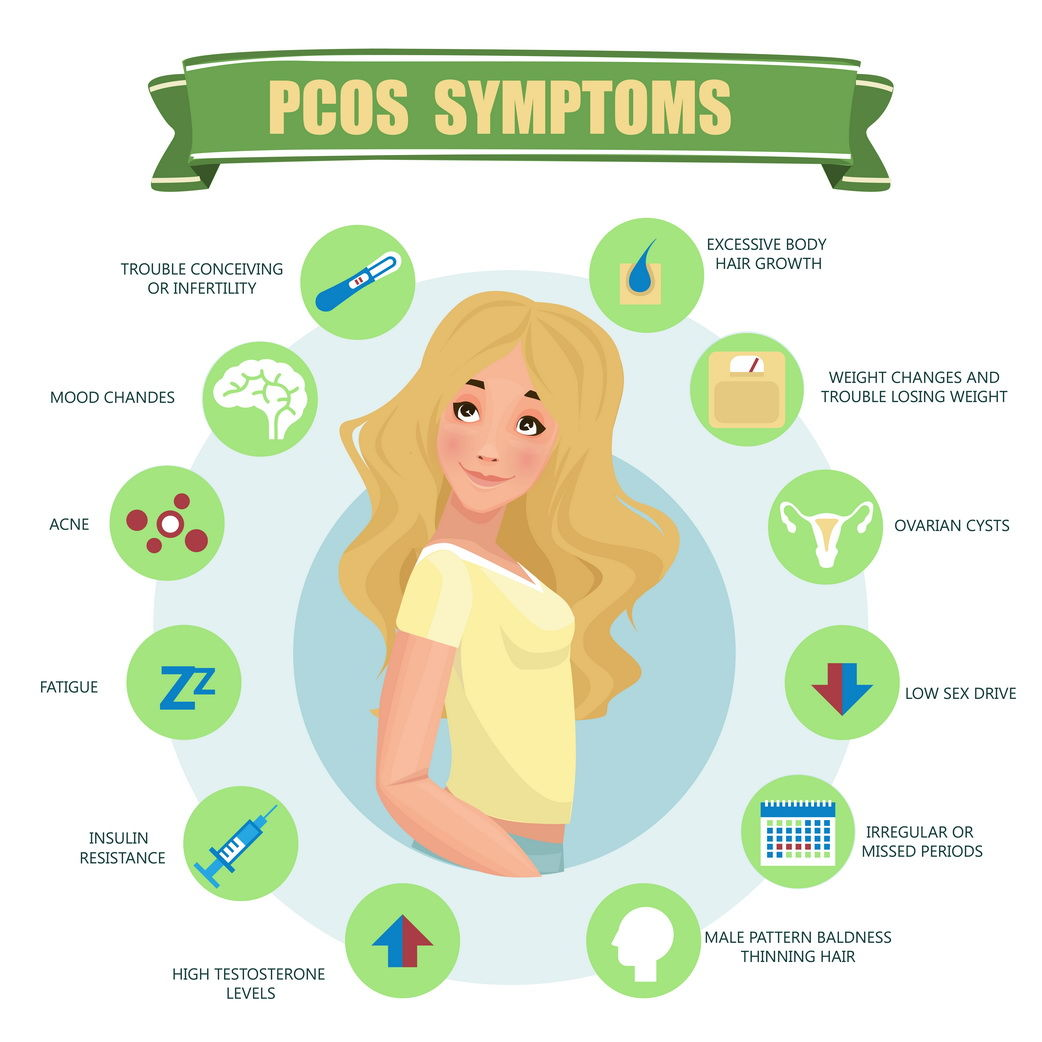 PCOS SYMPTOMS
TROUBLE CONCEIVING
OR INFERTILITY
EXCESSIVE BODY
HAIR GROWTH
MOOD CHANDES
WEIGHT CHANGES AND
TROUBLE LOSING WEIGHT
ACNE
OVARIAN CYSTS
FATIGUE
ZZ
LOW SEX DRIVE
INSULIN
RESISTANCE
IRREGULAR OR
MISSED PERIODS
HIGH TESTOSTERONE
LEVELS
MALE PATTERN BALDNESS
THINNING HAIR